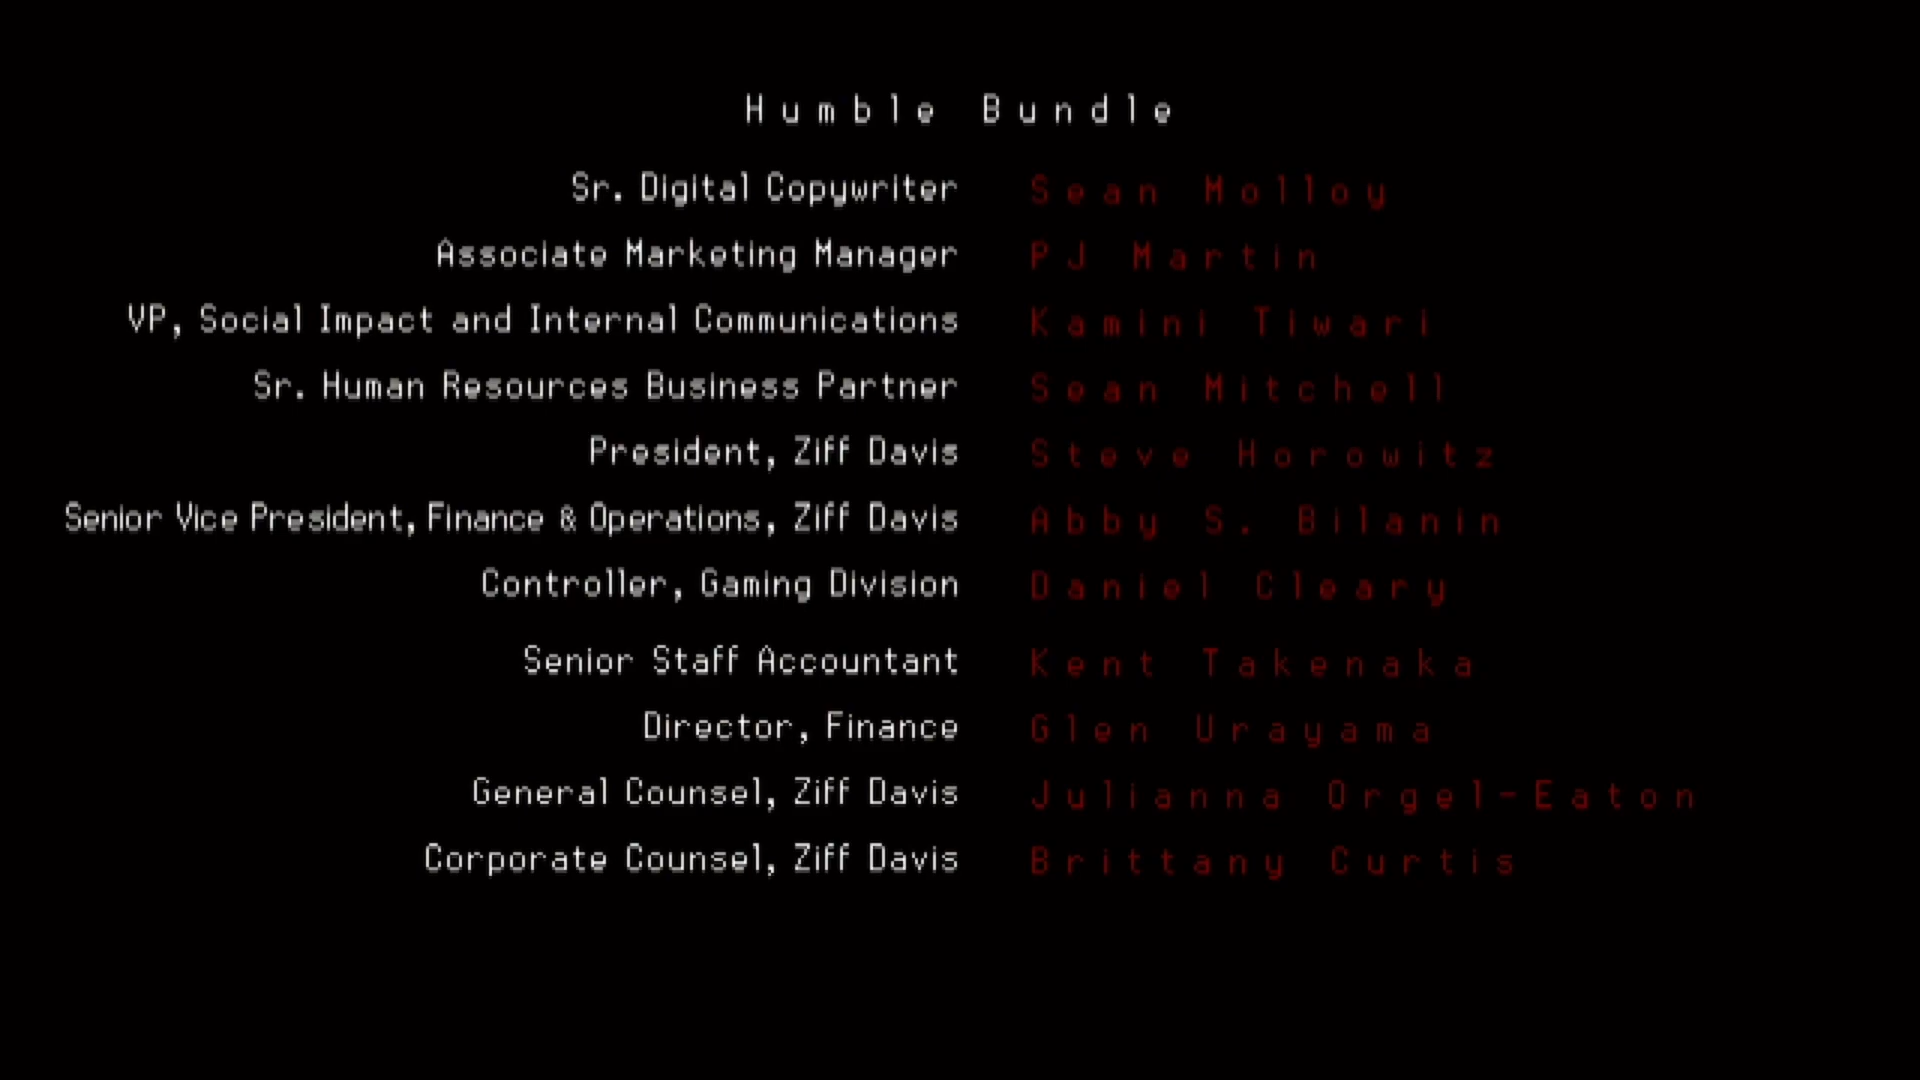 Humble Bundle
Sr. Digital Copywriter Sean Molloy
Associate Marketing Manager PJ Martin
VP, Social Impact and Internal Communications Kamini Tiwari
Sr. Human Resources Business Partner Sean Mitchell
President, Ziff Davis Steve Horowitz
Senior Vice President, Finance & Operations, Ziff Davis Abby S. Bilanin
Controller, Gaming Division Daniel Cleary
Senior Staff Accountant Kent Takenaka
Director, Finance Glen Urayama
General Counsel, Ziff Davis Julianna Orgel-Eaton
Corporate Counsel, Ziff Davis Brittany Curtis